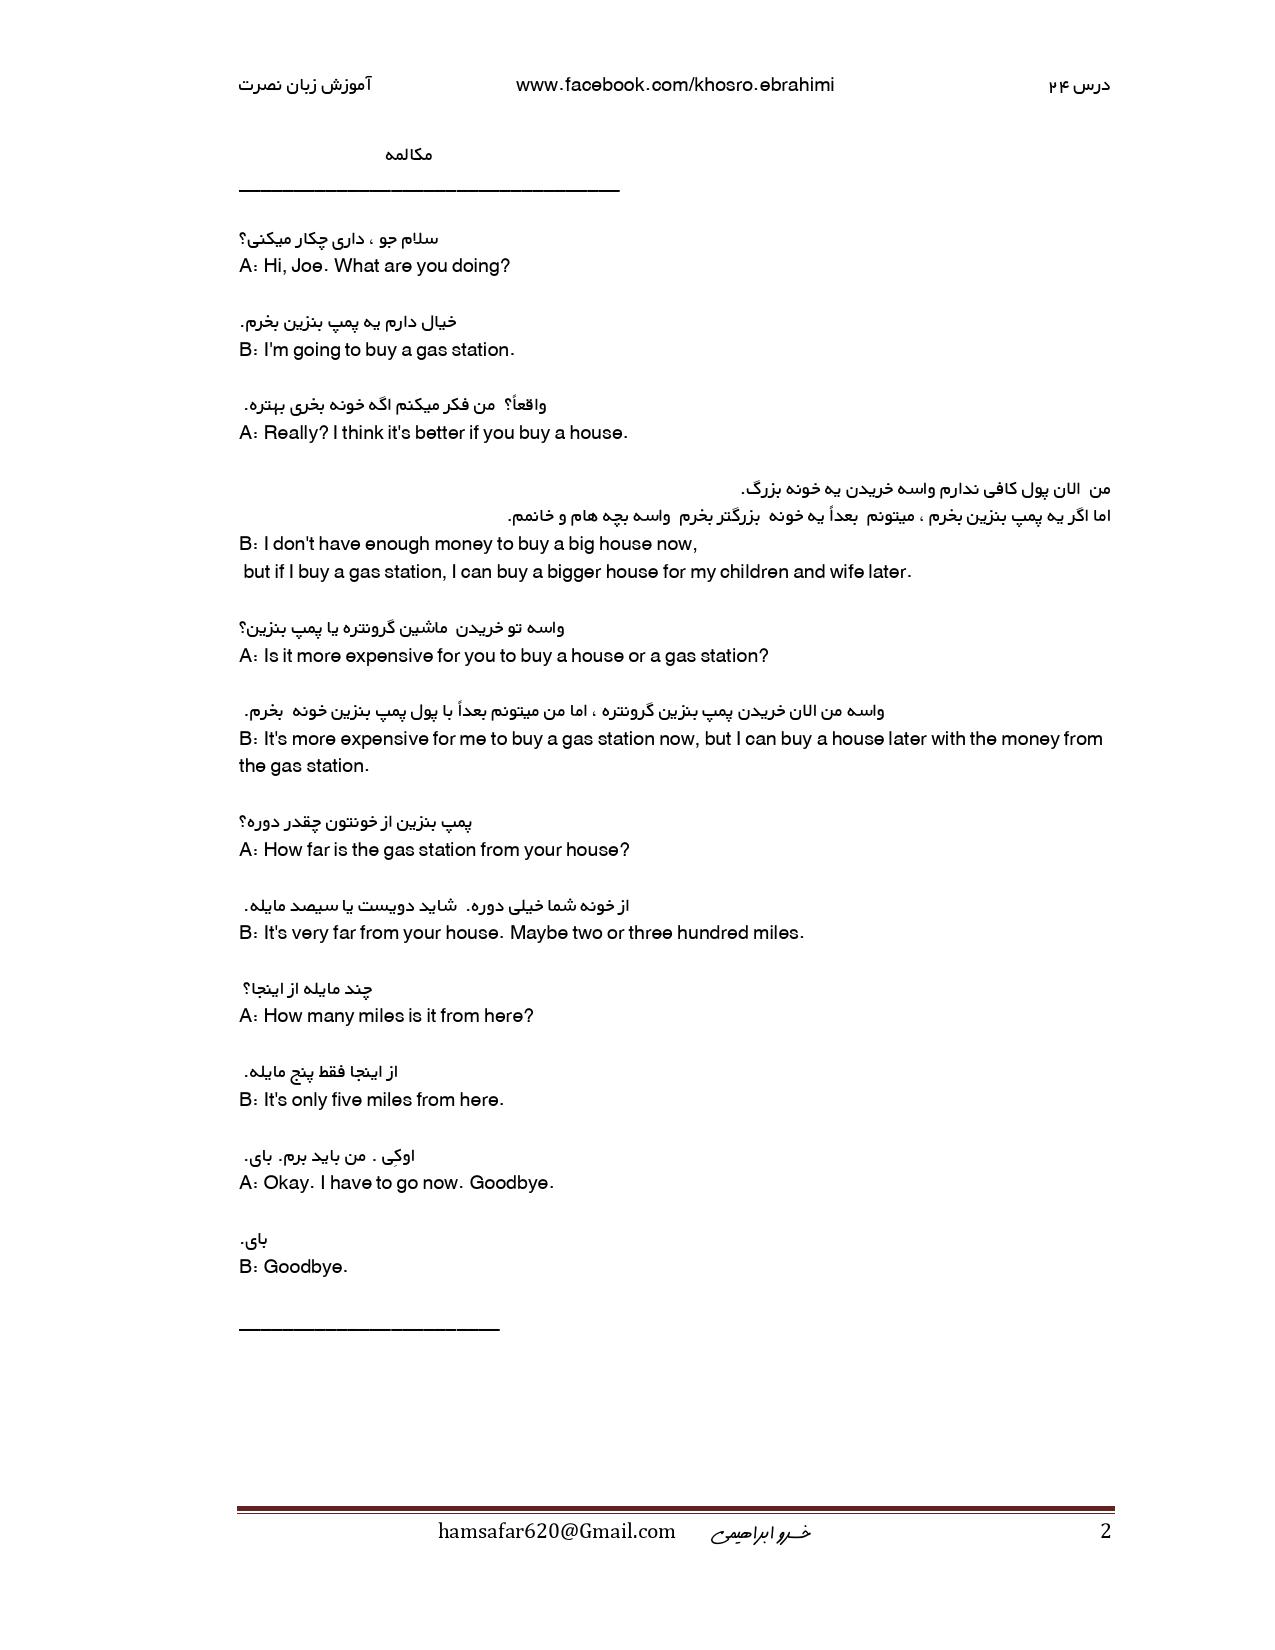 آموزش زبان نصرت www.facebook.com/khosro.ebrahimi درس ۲۴
مکالمه
سلام جو ، داری چکار میکنی؟
A: Hi, Joe. What are you doing?
خیال دارم یه پمپ بنزین بخرم.
B: I'm going to buy a gas station.
واقعاً؟ من فکر میکنم اگه خونه بخری بهتره.
A: Really? I think it's better if you buy a house.
من الان پول کافی ندارم واسه خریدن یه خونه بزرگ.
اما اگر یه پمپ بنزین بخرم ، میتونم بعداً یه خونه بزرگتر بخرم واسه بچه هام و خانمم.
B: I don't have enough money to buy a big house now,
but if I buy a gas station, I can buy a bigger house for my children and wife later.
واسه تو خریدن ماشین گرونتره یا پمپ بنزین؟
A: Is it more expensive for you to buy a house or a gas station?
واسه من الان خریدن پمپ بنزین گرونتره ، اما من میتونم بعداً با پول پمپ بنزین خونه بخرم.
B: It's more expensive for me to buy a gas station now, but I can buy a house later with the money from
the gas station.
پمپ بنزین از خونتون چقدر دوره؟
A: How far is the gas station from your house?
از خونه شما خیلی دوره. شاید دویست یا سیصد مایله.
B: It's very far from your house. Maybe two or three hundred miles.
چند مایله از اینجا؟
A: How many miles is it from here?
از اینجا فقط پنج مایله.
B: It's only five miles from here.
اوکِی . من باید برم. بای.
A: Okay. I have to go now. Goodbye.
بای.
B: Goodbye.
hamsafar620@Gmail.com خسرو ابراهیمی 2